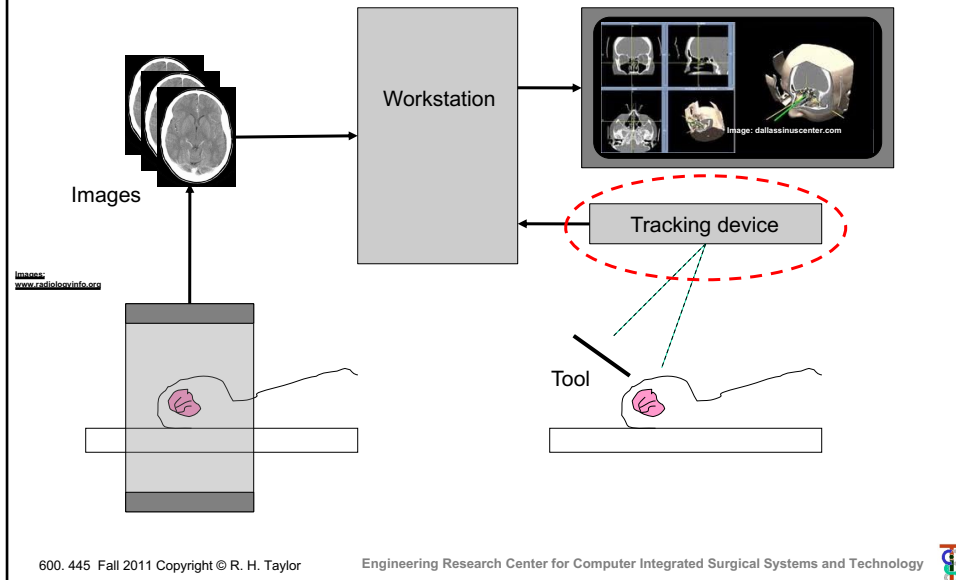 Workstation
Image: dallassinuscenter.com
Images
Tracking device
Images:
www.radiologyinfo.org
Tool
600. 445 Fall 2011 Copyright © R. H. Taylor
Engineering Research Center for Computer Integrated Surgical Systems and Technology